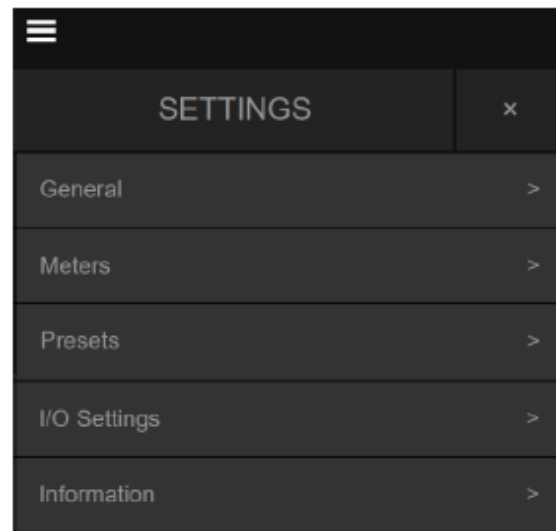 SETTINGS ×
General >
Meters >
Presets >
I/O Settings >
Information >